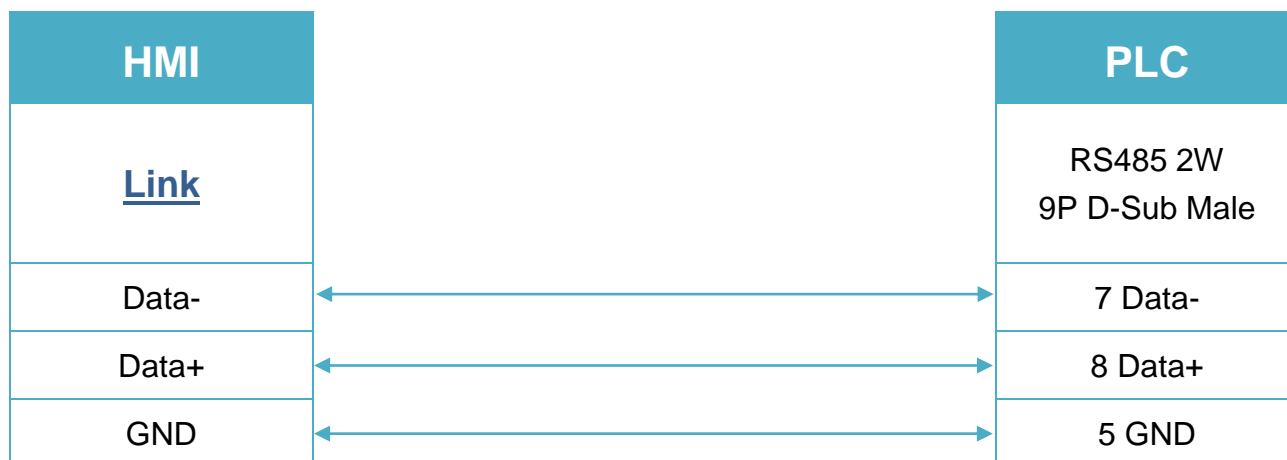 HMI
PLC
Link
RS485 2W
9P D-Sub Male
Data-
7 Data-
Data+
8 Data+
GND
5 GND